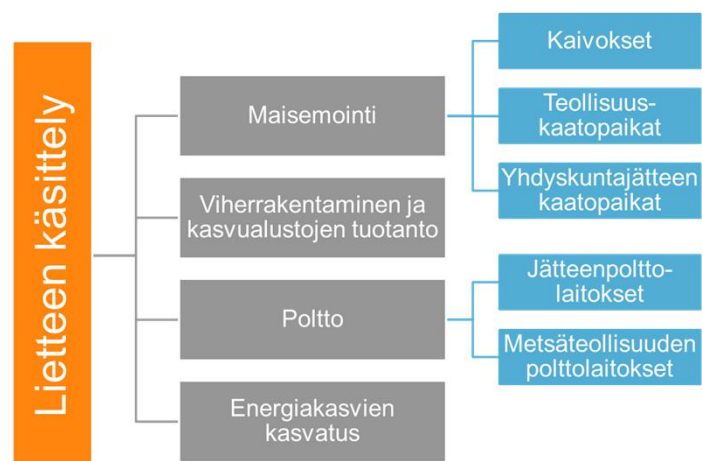 Lietteen käsittely
Maisemointi
Kaivokset
Teollisuus-
kaatopaikat
Yhdyskuntajätteen
kaatopaikat
Viherrakentaminen ja
kasvualustojen tuotanto
Poltto
Jätteenpoltto-
laitokset
Metsäteollisuuden
polttolaitokset
Energiakasvien
kasvatus